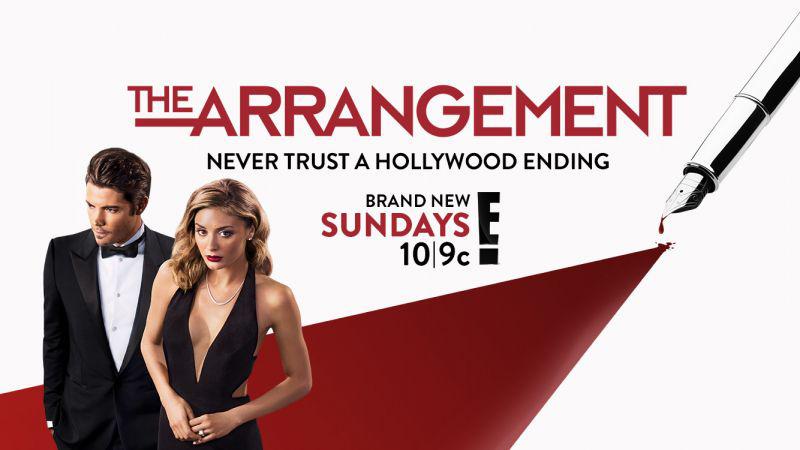 THE ARRANGEMENT
NEVER TRUST A HOLLYWOOD ENDING
BRAND NEW
SUNDAYS
10|9c
E!